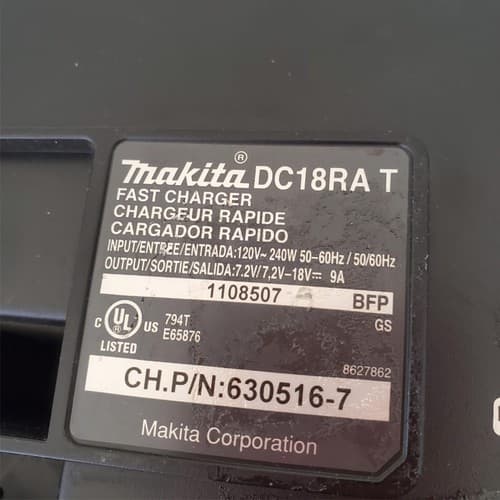 makita® DC18RA T
FAST CHARGER
CHARGEUR RAPIDE
CARGADOR RAPIDO
INPUT/ENTREE/ENTRADA:120V~ 240W 50–60Hz / 50/60Hz
OUTPUT/SORTIE/SALIDA:7.2V/7,2V–18V⎓ 9A
1108507 BFP
GS
C UL US LISTED
794T
E65876
8627862
CH.P/N:630516-7
Makita Corporation